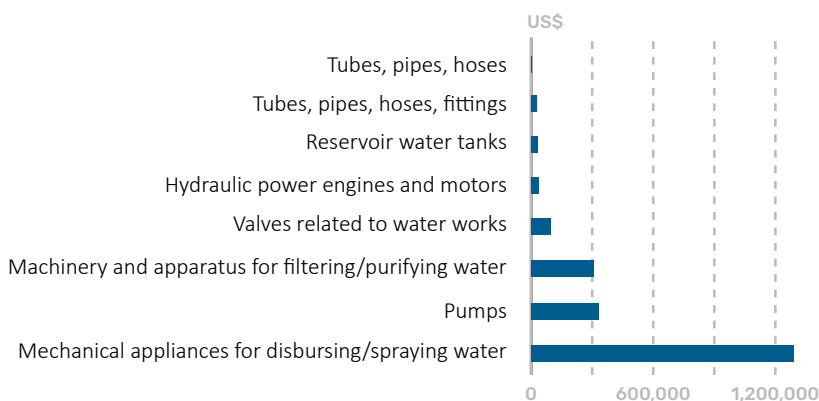 US$
Tubes, pipes, hoses
Tubes, pipes, hoses, fittings
Reservoir water tanks
Hydraulic power engines and motors
Valves related to water works
Machinery and apparatus for filtering/purifying water
Pumps
Mechanical appliances for disbursing/spraying water
0 600,000 1,200,000